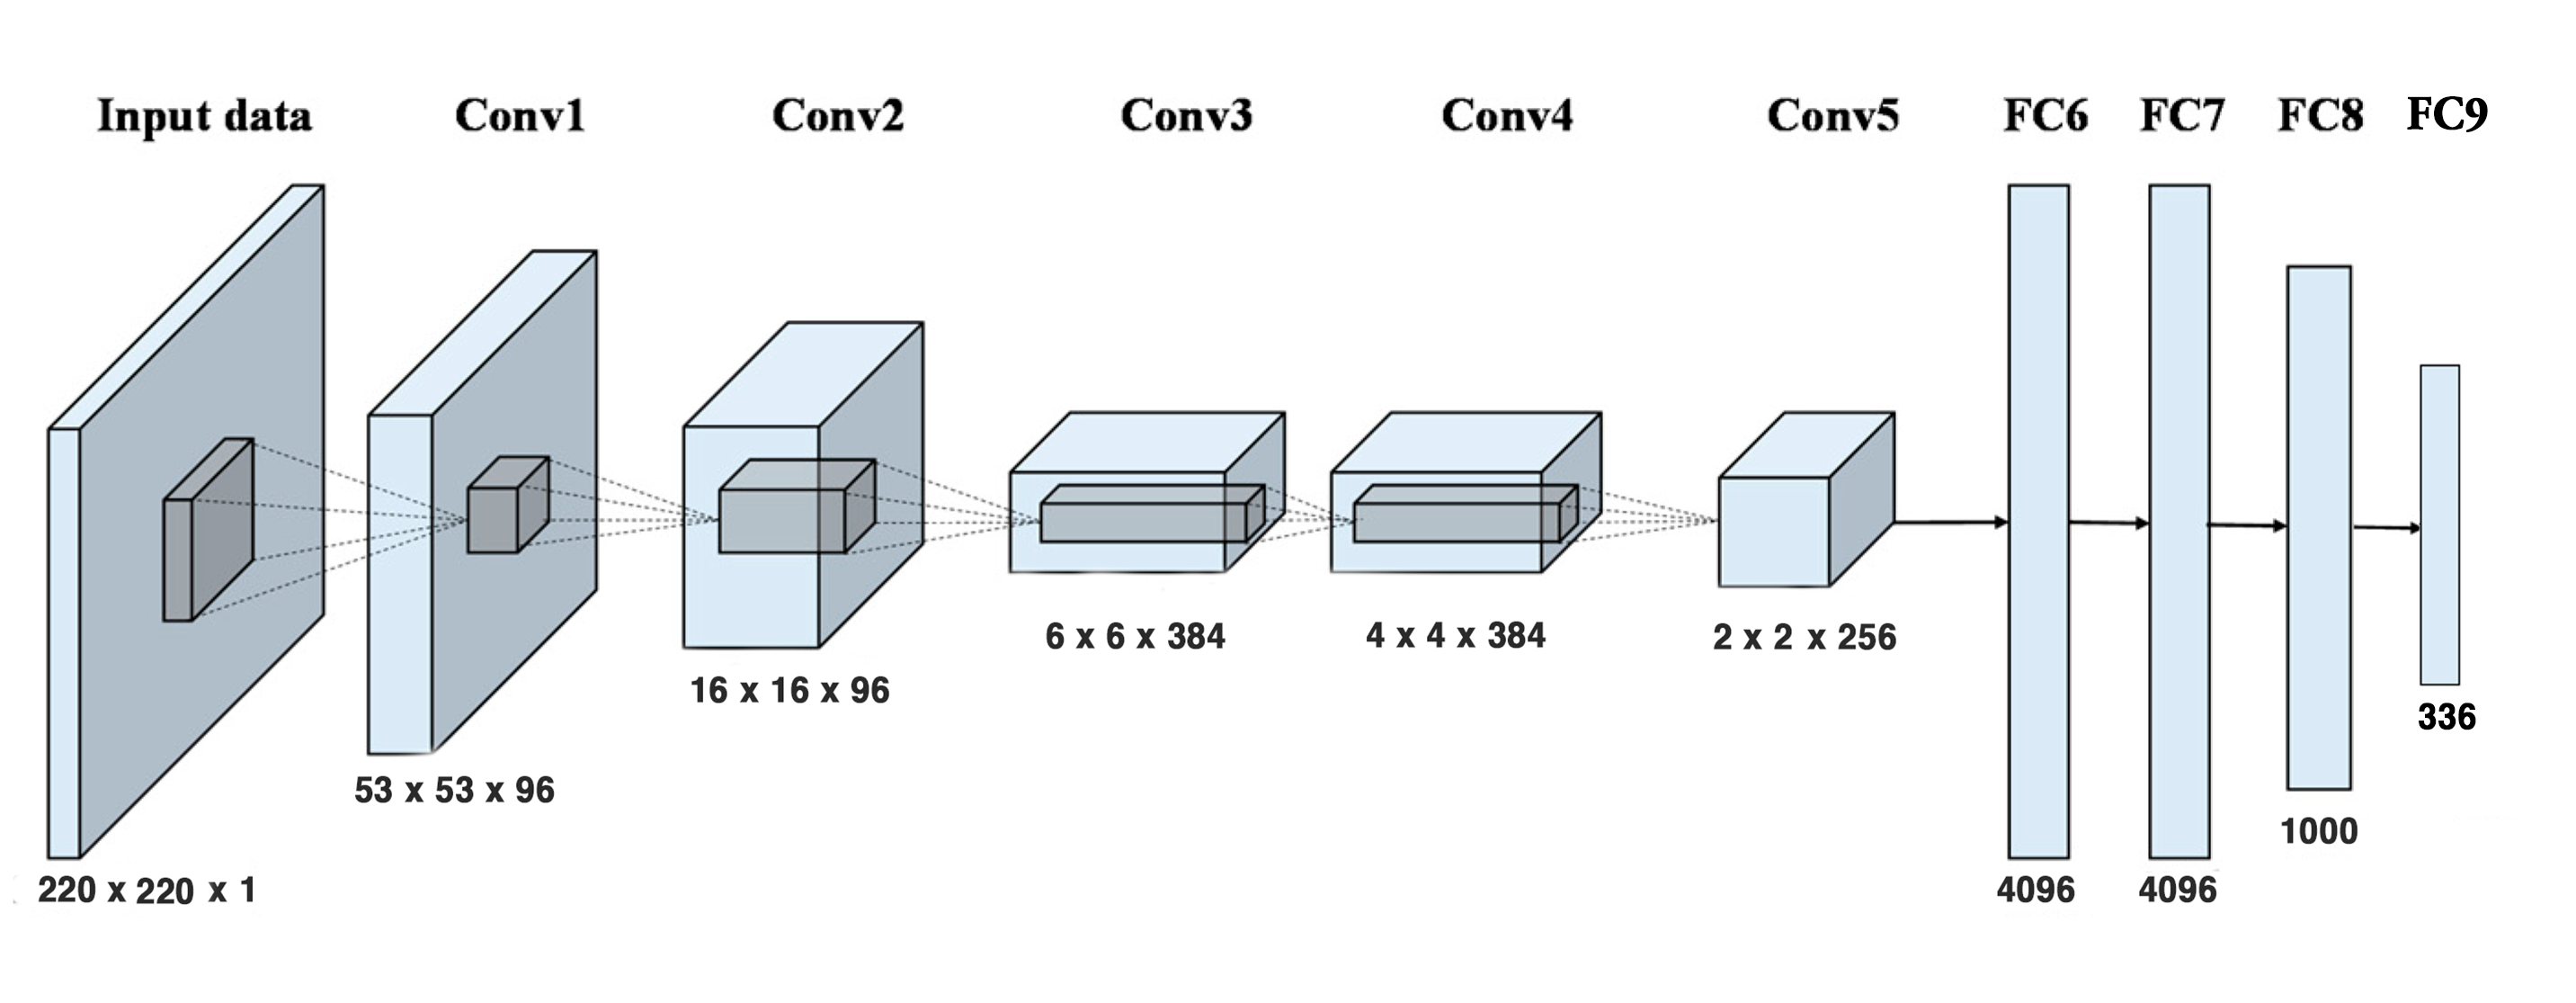 Input data Conv1 Conv2 Conv3 Conv4 Conv5 FC6 FC7 FC8 FC9
6 x 6 x 384 4 x 4 x 384 2 x 2 x 256
16 x 16 x 96
336
53 x 53 x 96
1000
220 x 220 x 1 4096 4096